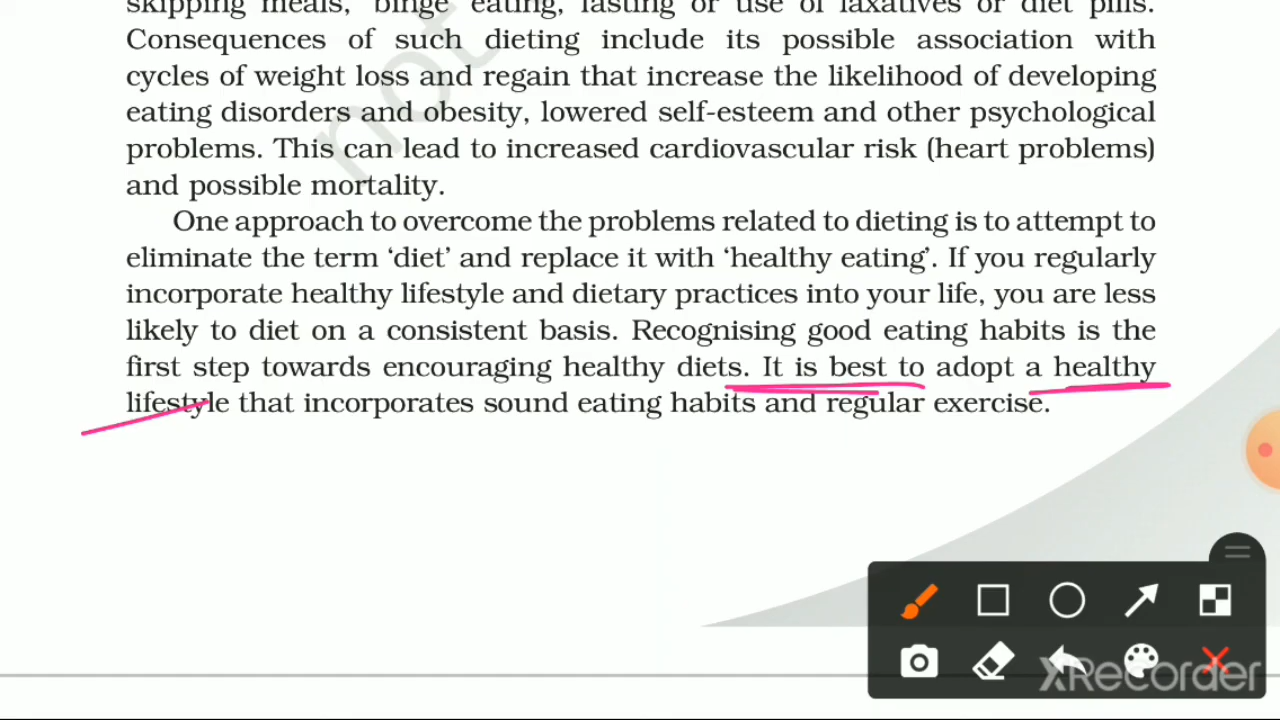 skipping meals, 'binge' eating, fasting or use of laxatives or diet pills.
Consequences of such dieting include its possible association with
cycles of weight loss and regain that increase the likelihood of developing
eating disorders and obesity, lowered self-esteem and other psychological
problems. This can lead to increased cardiovascular risk (heart problems)
and possible mortality.
One approach to overcome the problems related to dieting is to attempt to
eliminate the term ‘diet’ and replace it with ‘healthy eating’. If you regularly
incorporate healthy lifestyle and dietary practices into your life, you are less
likely to diet on a consistent basis. Recognising good eating habits is the
first step towards encouraging healthy diets. It is best to adopt a healthy
lifestyle that incorporates sound eating habits and regular exercise.
not
XRecorder